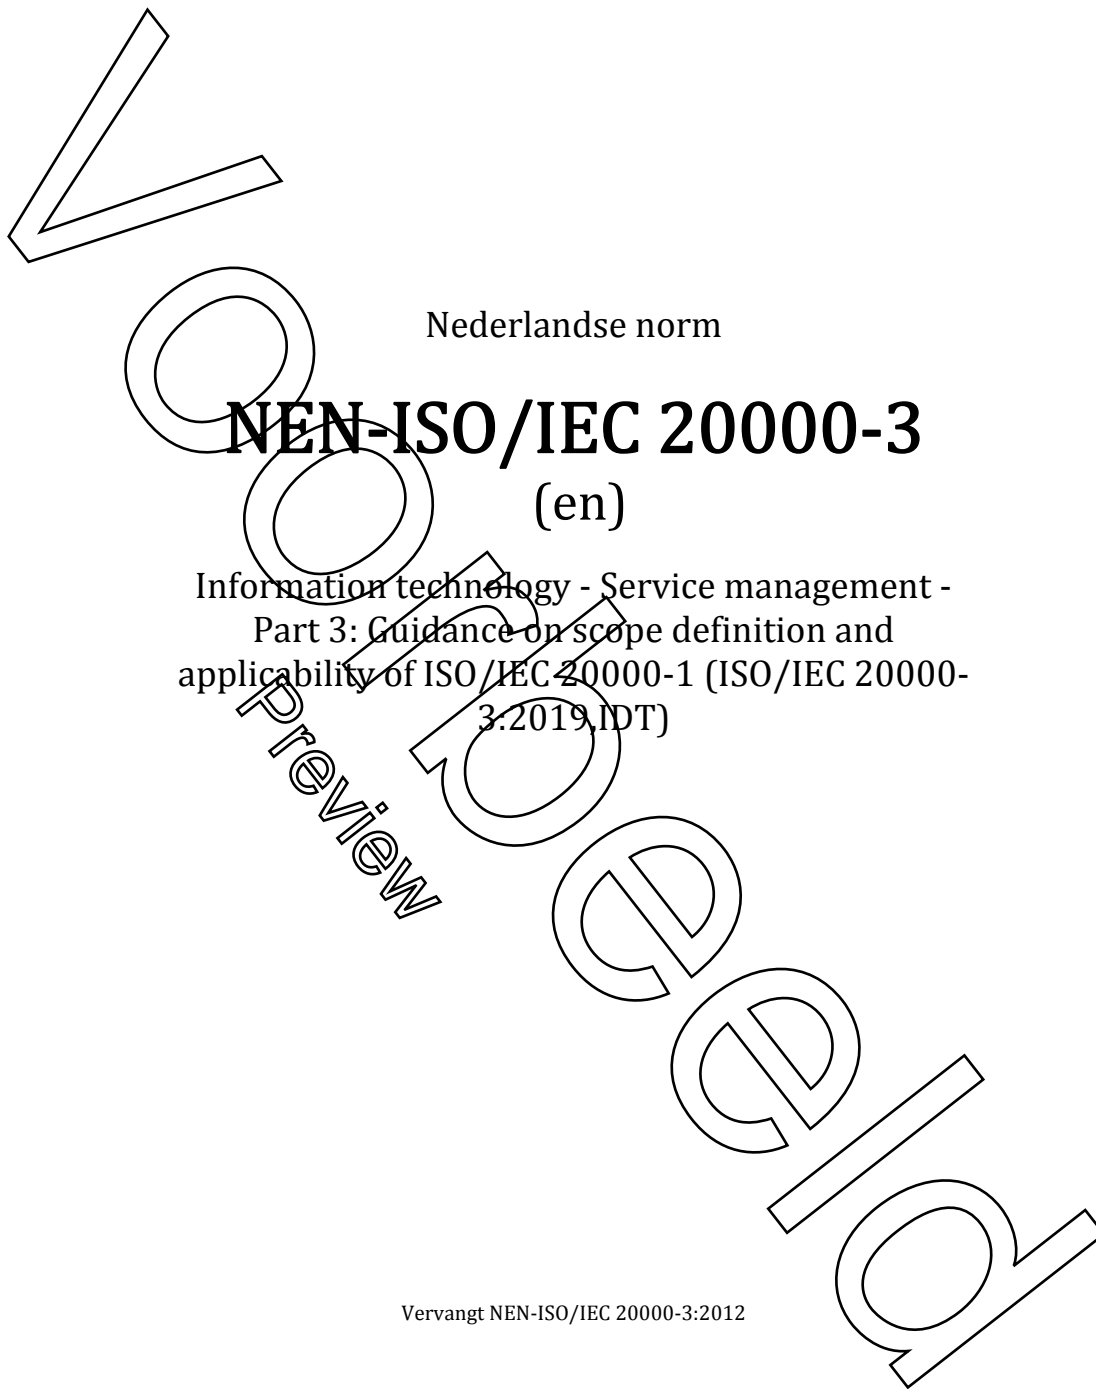 Nederlandse norm
NEN-ISO/IEC 20000-3
(en)
Information technology - Service management -
Part 3: Guidance on scope definition and
applicability of ISO/IEC 20000-1 (ISO/IEC 20000-
3:2019,IDT)
Voorbeeld
Preview
Vervangt NEN-ISO/IEC 20000-3:2012